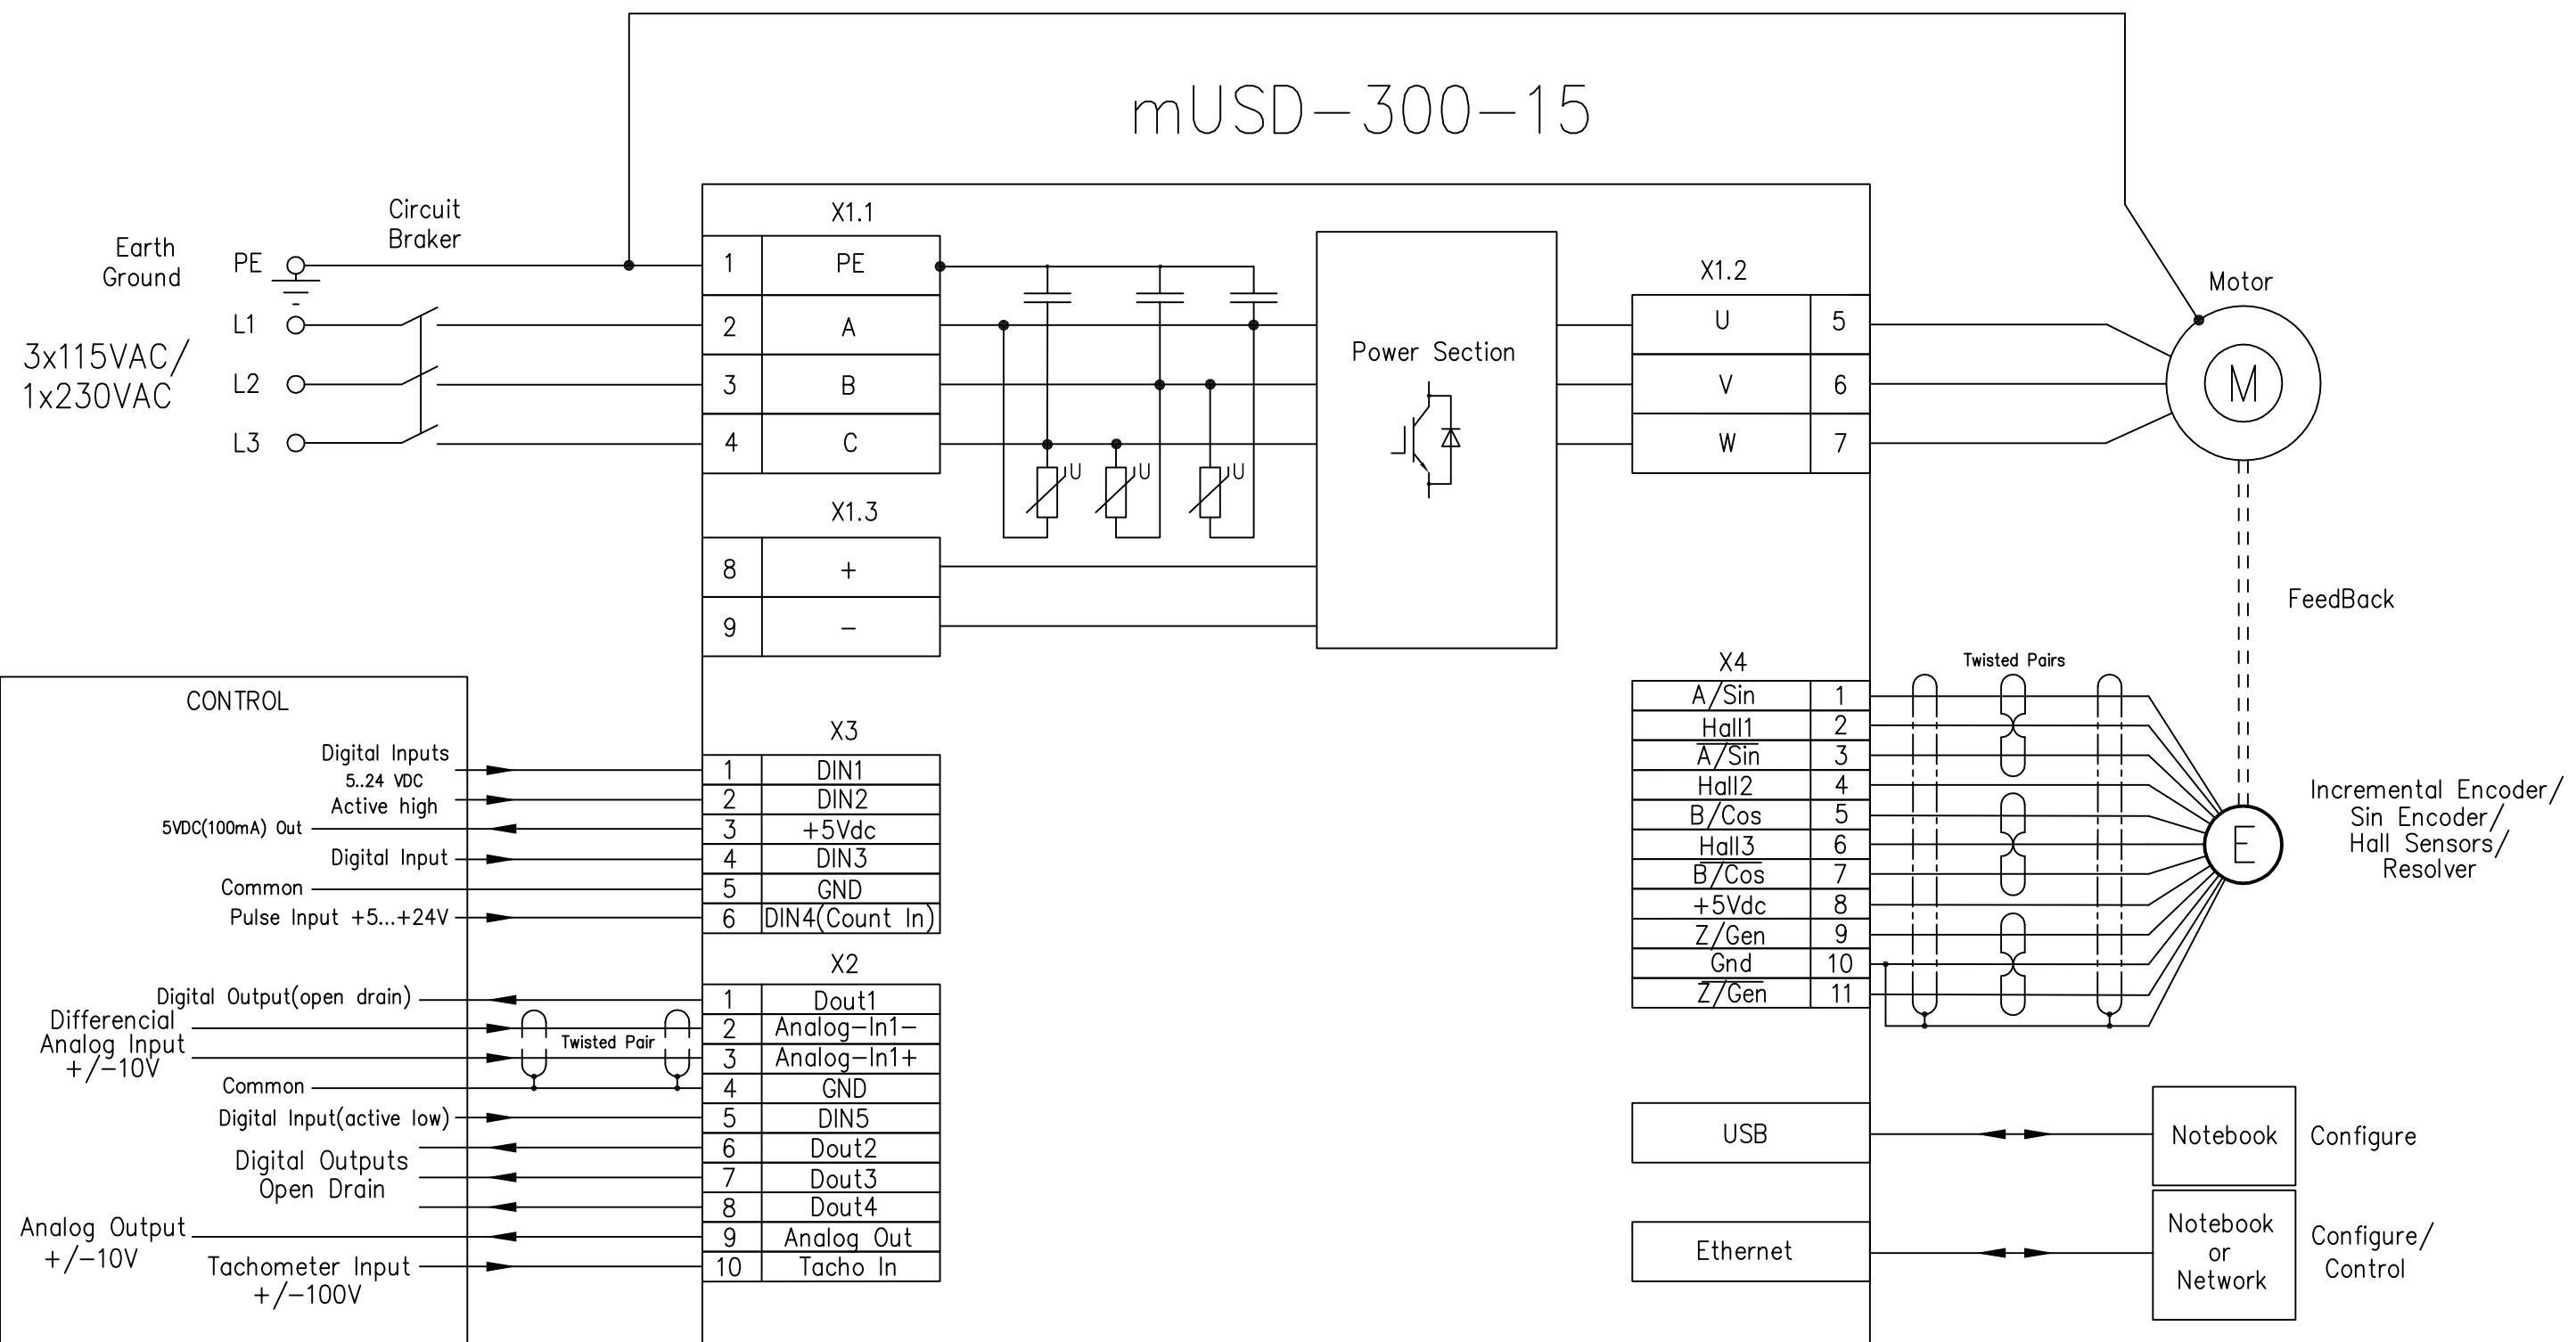 mUSD-300-15
Circuit
Braker
Earth
Ground
PE
L1
L2
L3
3x115VAC/
1x230VAC
X1.1
1 PE
2 A
3 B
4 C
U U U
X1.3
8 +
9 -
Power Section
X1.2
U 5
V 6
W 7
Motor
M
FeedBack
CONTROL
Digital Inputs
5..24 VDC
Active high
5VDC(100mA) Out
Digital Input
Common
Pulse Input +5...+24V
X3
1 DIN1
2 DIN2
3 +5Vdc
4 DIN3
5 GND
6 DIN4(Count In)
Digital Output(open drain)
Differencial
Analog Input
+/-10V
Twisted Pair
Common
Digital Input(active low)
Digital Outputs
Open Drain
Analog Output
+/-10V
Tachometer Input
+/-100V
X2
1 Dout1
2 Analog-In1-
3 Analog-In1+
4 GND
5 DIN5
6 Dout2
7 Dout3
8 Dout4
9 Analog Out
10 Tacho In
X4
Twisted Pairs
A/Sin 1
Hall1 2
A/Sin 3
Hall2 4
B/Cos 5
Hall3 6
B/Cos 7
+5Vdc 8
Z/Gen 9
Gnd 10
Z/Gen 11
E
Incremental Encoder/
Sin Encoder/
Hall Sensors/
Resolver
USB
Notebook
Configure
Ethernet
Notebook
or
Network
Configure/
Control